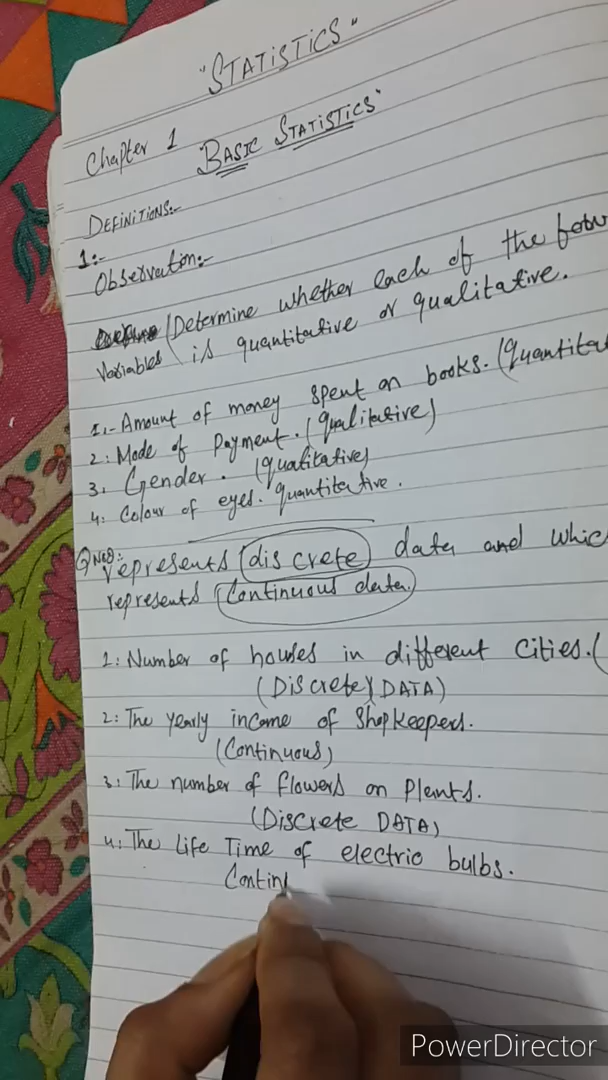 "STATISTICS"
Chapter 1
BASIC STATISTICS"
DEFINITIONS:-
1:-
Observation:-
(Determine whether each of the
Variables is quantitative or qualitative.
1.- Amount of money spent on books. (Quantita
2: Mode of Payment. (Qualitative)
3. Gender. (qualitative)
4: Colour of eyes. quantitative.
Q No2:
represents (discrete) data and which
represents (Continuous data.
1: Number of houses in different Cities. (
(Discrete)(DATA)
2: The yearly income of Shopkeepers.
(Continuous)
3: The number of flowers on Plants.
(Discrete DATA)
4: The Life Time of electric bulbs.
Contin
PowerDirector